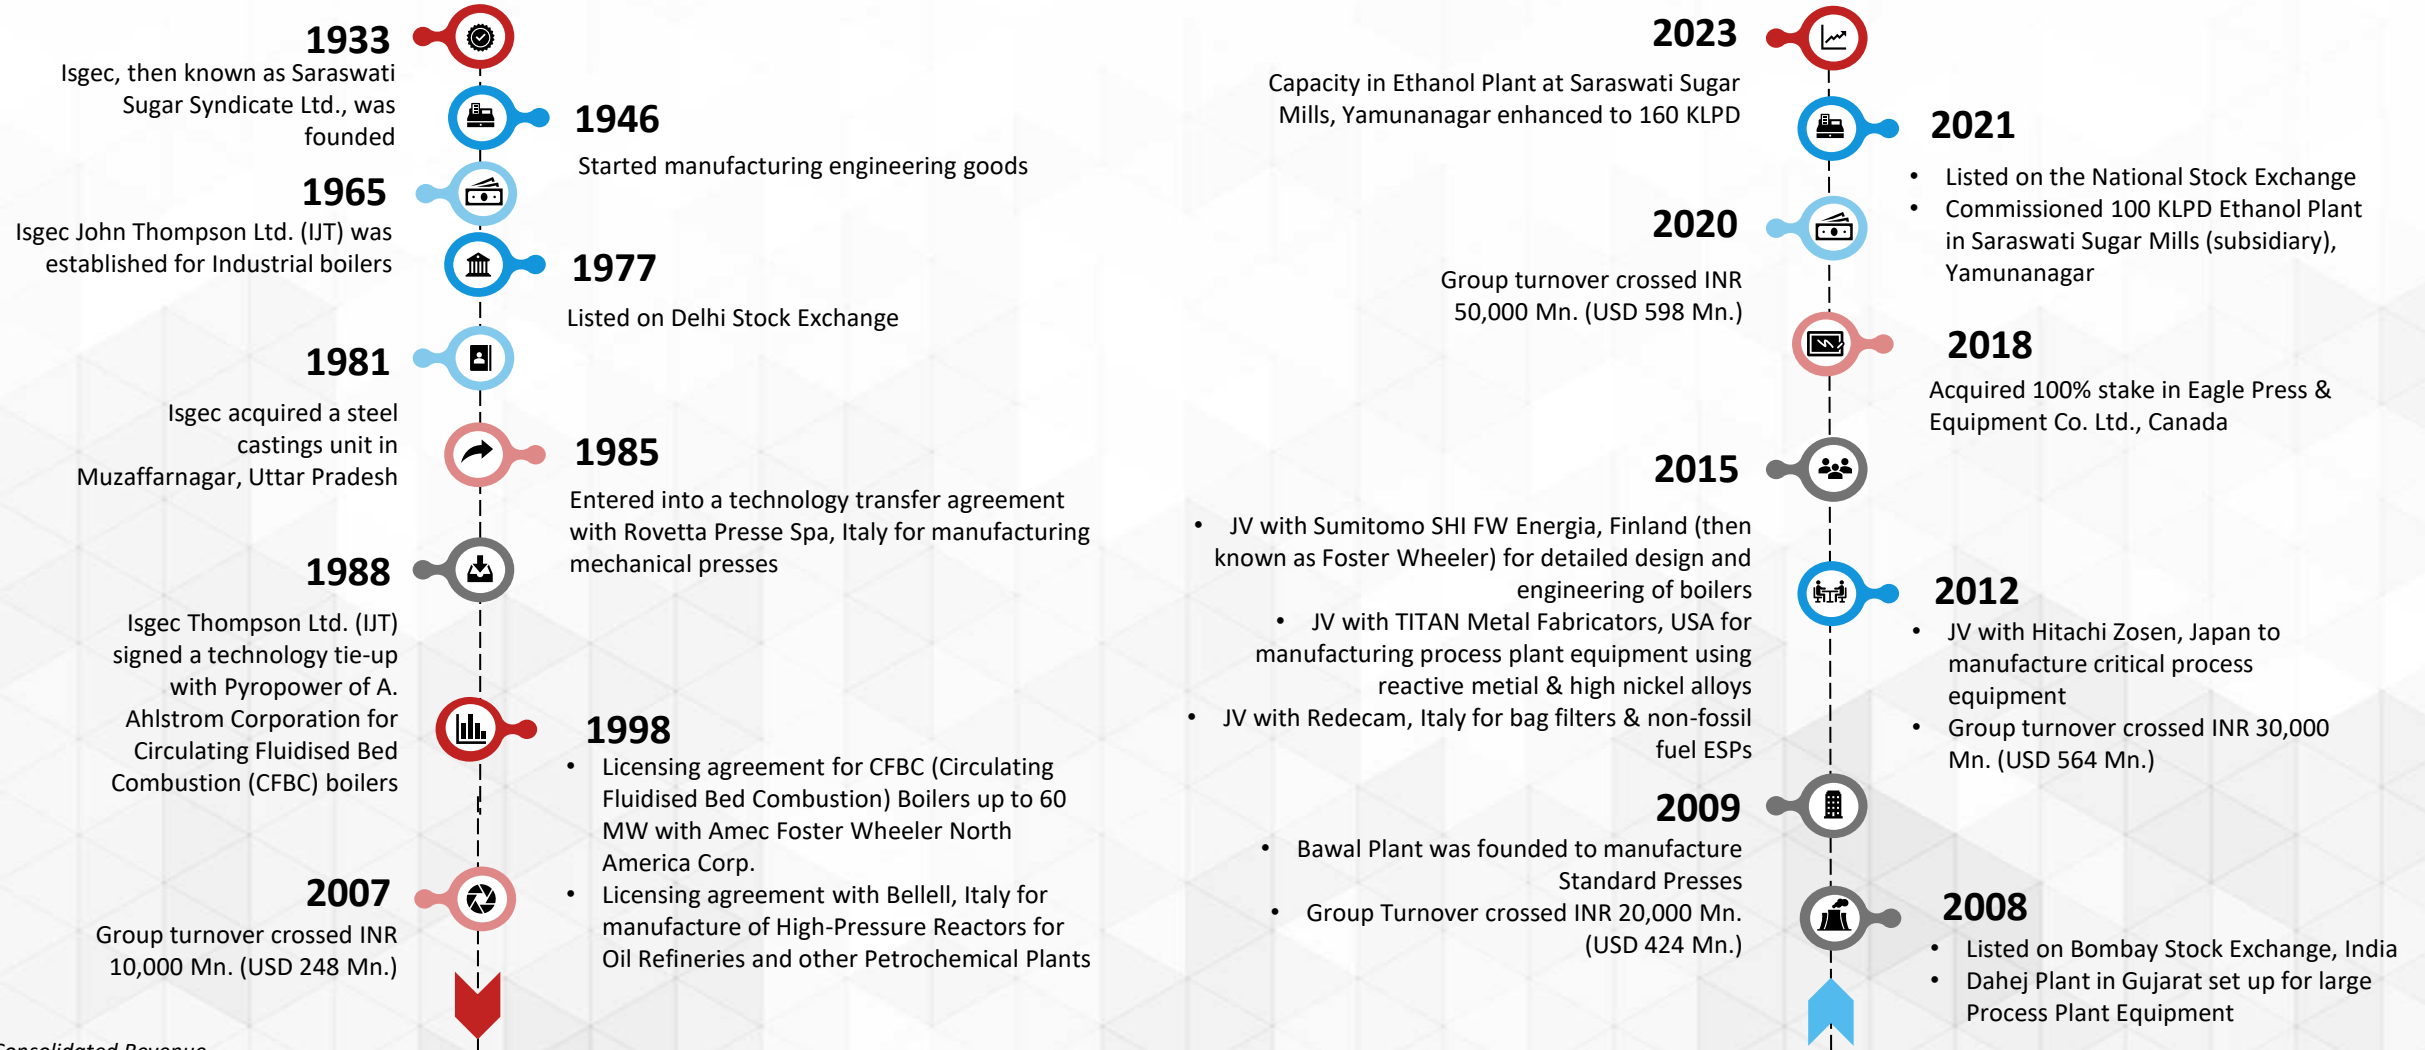 1933
Isgec, then known as Saraswati
Sugar Syndicate Ltd., was
founded
1946
Started manufacturing engineering goods
1965
Isgec John Thompson Ltd. (IJT) was
established for Industrial boilers
1977
Listed on Delhi Stock Exchange
1981
Isgec acquired a steel
castings unit in
Muzaffarnagar, Uttar Pradesh
1985
Entered into a technology transfer agreement
with Rovetta Presse Spa, Italy for manufacturing
mechanical presses
1988
Isgec Thompson Ltd. (IJT)
signed a technology tie-up
with Pyropower of A.
Ahlstrom Corporation for
Circulating Fluidised Bed
Combustion (CFBC) boilers
1998
• Licensing agreement for CFBC (Circulating
Fluidised Bed Combustion) Boilers up to 60
MW with Amec Foster Wheeler North
America Corp.
• Licensing agreement with Bellell, Italy for
manufacture of High-Pressure Reactors for
Oil Refineries and other Petrochemical Plants
2007
Group turnover crossed INR
10,000 Mn. (USD 248 Mn.)
Consolidated Revenue
2023
Capacity in Ethanol Plant at Saraswati Sugar
Mills, Yamunanagar enhanced to 160 KLPD
2021
• Listed on the National Stock Exchange
• Commissioned 100 KLPD Ethanol Plant
in Saraswati Sugar Mills (subsidiary),
Yamunanagar
2020
Group turnover crossed INR
50,000 Mn. (USD 598 Mn.)
2018
Acquired 100% stake in Eagle Press &
Equipment Co. Ltd., Canada
2015
• JV with Sumitomo SHI FW Energia, Finland (then
known as Foster Wheeler) for detailed design and
engineering of boilers
• JV with TITAN Metal Fabricators, USA for
manufacturing process plant equipment using
reactive metial & high nickel alloys
• JV with Redecam, Italy for bag filters & non-fossil
fuel ESPs
2012
• JV with Hitachi Zosen, Japan to
manufacture critical process
equipment
• Group turnover crossed INR 30,000
Mn. (USD 564 Mn.)
2009
• Bawal Plant was founded to manufacture
Standard Presses
• Group Turnover crossed INR 20,000 Mn.
(USD 424 Mn.)
2008
• Listed on Bombay Stock Exchange, India
• Dahej Plant in Gujarat set up for large
Process Plant Equipment